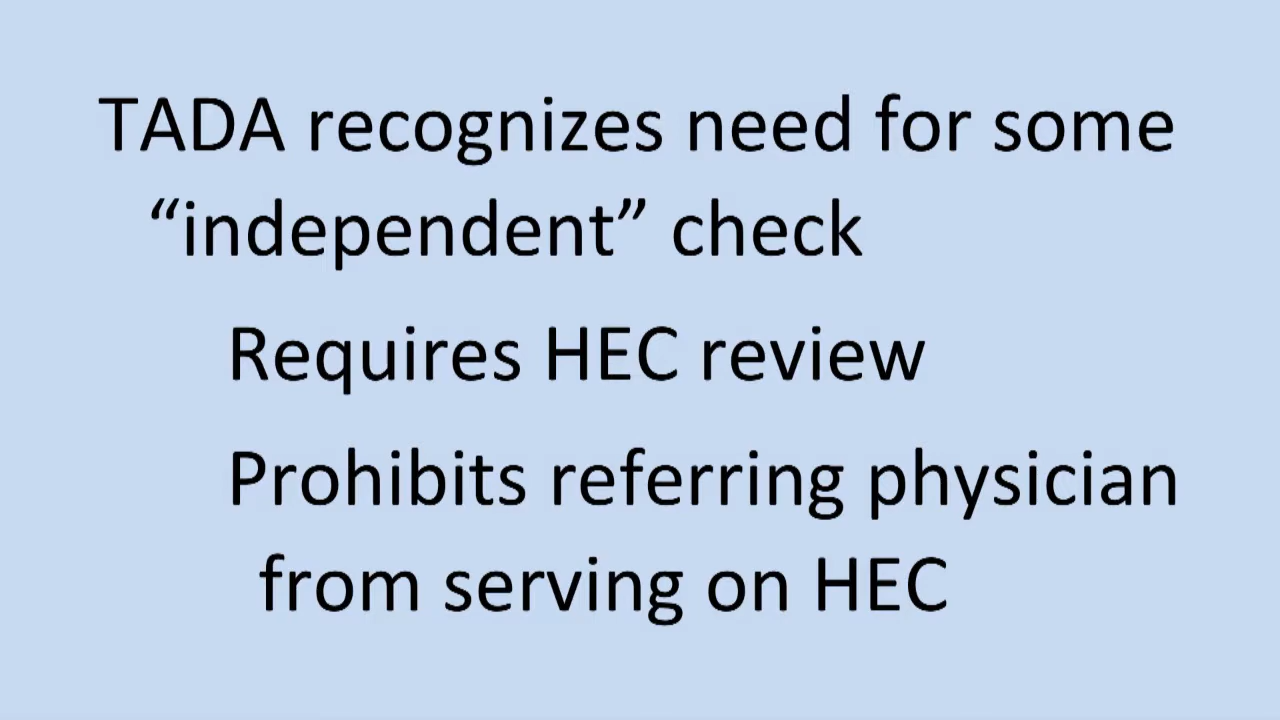 TADA recognizes need for some
“independent” check
Requires HEC review
Prohibits referring physician
from serving on HEC